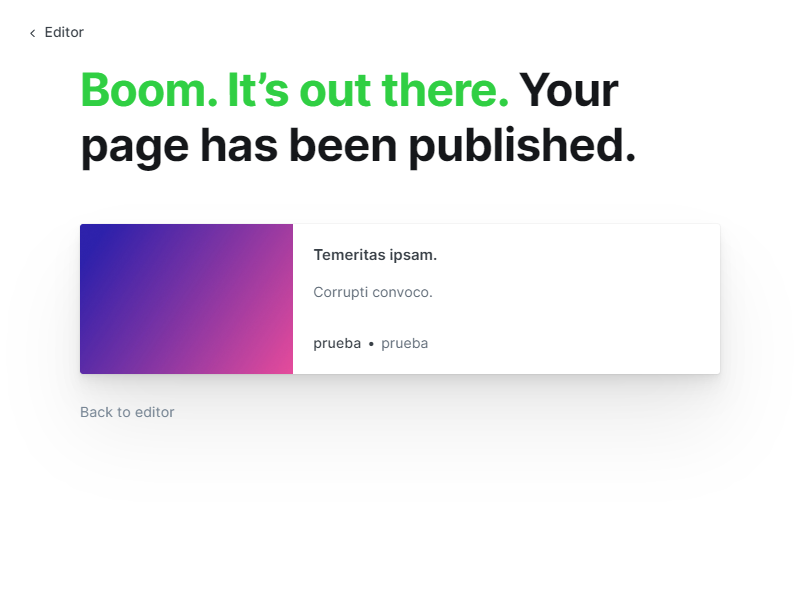 Editor
Boom. It’s out there. Your
page has been published.
Temeritas ipsam.
Corrupti convoco.
prueba • prueba
Back to editor